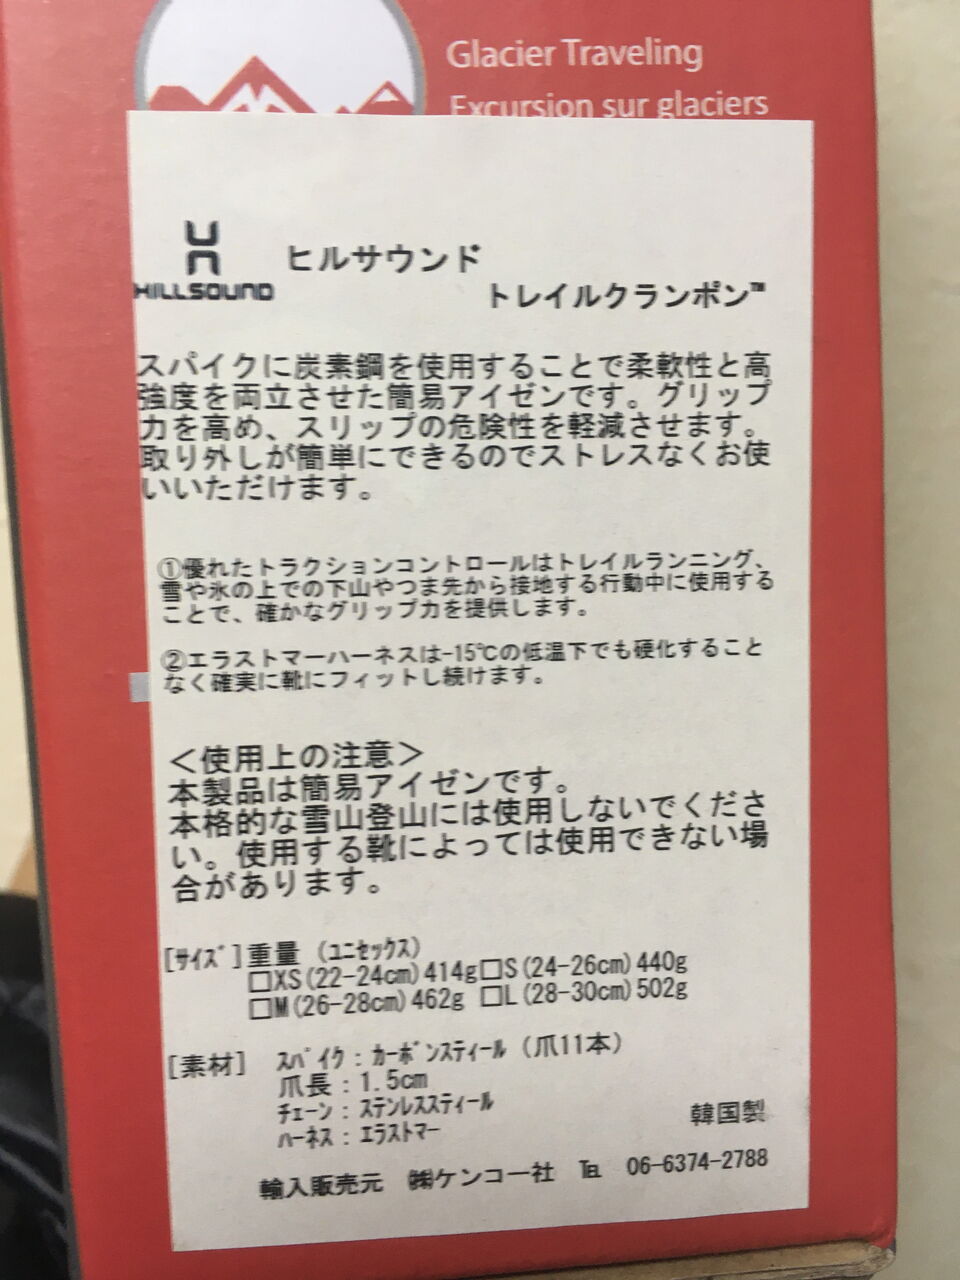 Glacier Traveling
Excursion sur glaciers
HILLSOUND
ヒルサウンド
トレイルクランポン™
スパイクに炭素鋼を使用することで柔軟性と高
強度を両立させた簡易アイゼンです。グリップ
力を高め、スリップの危険性を軽減させます。
取り外しが簡単にできるのでストレスなくお使
いいただけます。
①優れたトラクションコントロールはトレイルランニング、
雪や氷の上での下山やつま先から接地する行動中に使用する
ことで、確かなグリップ力を提供します。
②エラストマーハーネスは-15℃の低温下でも硬化すること
なく確実に靴にフィットし続けます。
＜使用上の注意＞
本製品は簡易アイゼンです。
本格的な雪山登山には使用しないでくださ
い。使用する靴によっては使用できない場
合があります。
[ｻｲｽﾞ]重量（ﾕﾆｾｯｸｽ）
□XS(22-24cm)414g□S(24-26cm)440g
□M(26-28cm)462g □L(28-30cm)502g
[素材] ｽﾊﾟｲｸ：ｶｰﾎﾞﾝｽﾃｨｰﾙ（爪11本）
爪長：1.5cm
ﾁｪｰﾝ：ｽﾃﾝﾚｽｽﾃｨｰﾙ
ﾊｰﾈｽ：ｴﾗｽﾄﾏｰ
韓国製
輸入販売元 ㈱ケンコー社 ℡ 06-6374-2788